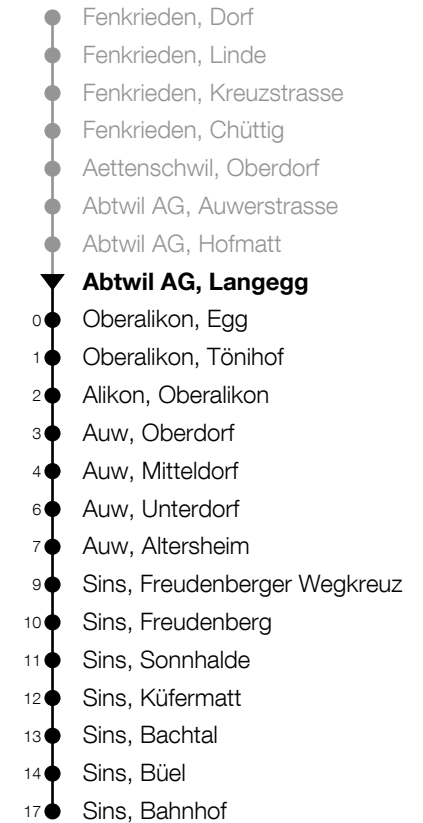 Fenkrieden, Dorf
Fenkrieden, Linde
Fenkrieden, Kreuzstrasse
Fenkrieden, Chüttig
Aettenschwil, Oberdorf
Abtwil AG, Auwerstrasse
Abtwil AG, Hofmatt
Abtwil AG, Langegg
0 Oberalikon, Egg
1 Oberalikon, Tönihof
2 Alikon, Oberalikon
3 Auw, Oberdorf
4 Auw, Mitteldorf
6 Auw, Unterdorf
7 Auw, Altersheim
9 Sins, Freudenberger Wegkreuz
10 Sins, Freudenberg
11 Sins, Sonnhalde
12 Sins, Küfermatt
13 Sins, Bachtal
14 Sins, Büel
17 Sins, Bahnhof